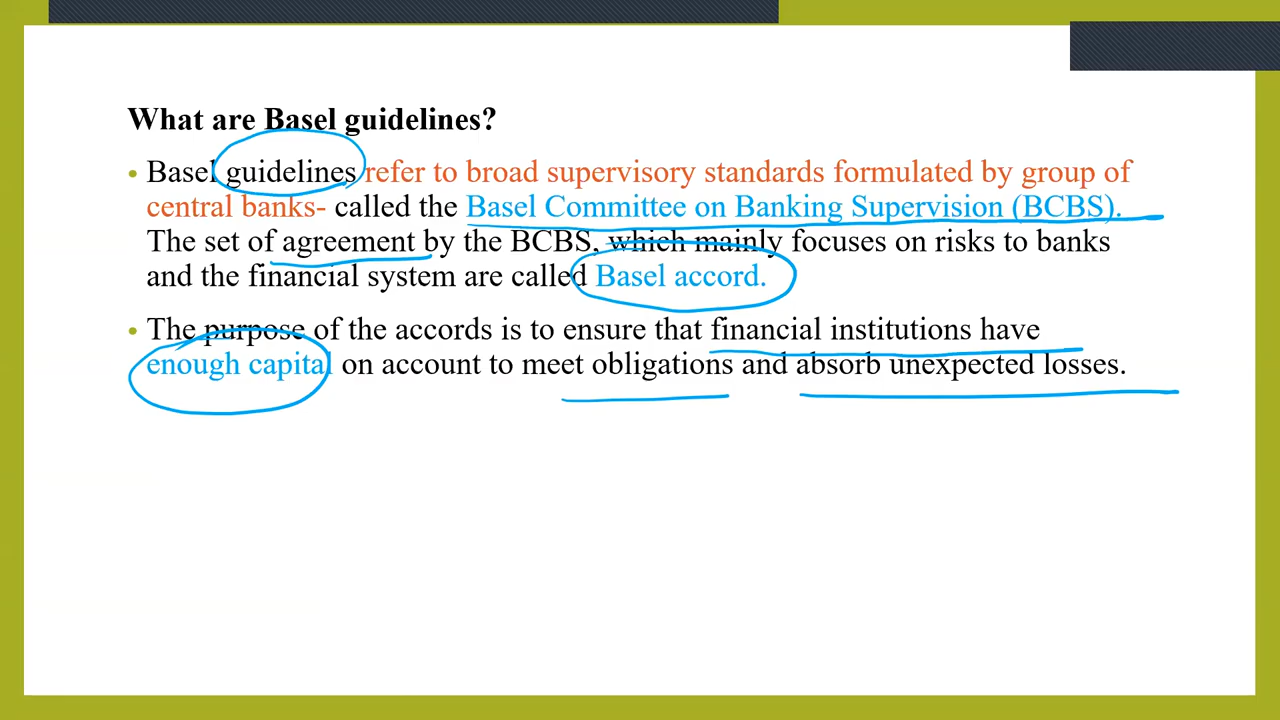 What are Basel guidelines?
• Basel guidelines refer to broad supervisory standards formulated by group of
central banks- called the Basel Committee on Banking Supervision (BCBS).
The set of agreement by the BCBS, which mainly focuses on risks to banks
and the financial system are called Basel accord.
• The purpose of the accords is to ensure that financial institutions have
enough capital on account to meet obligations and absorb unexpected losses.